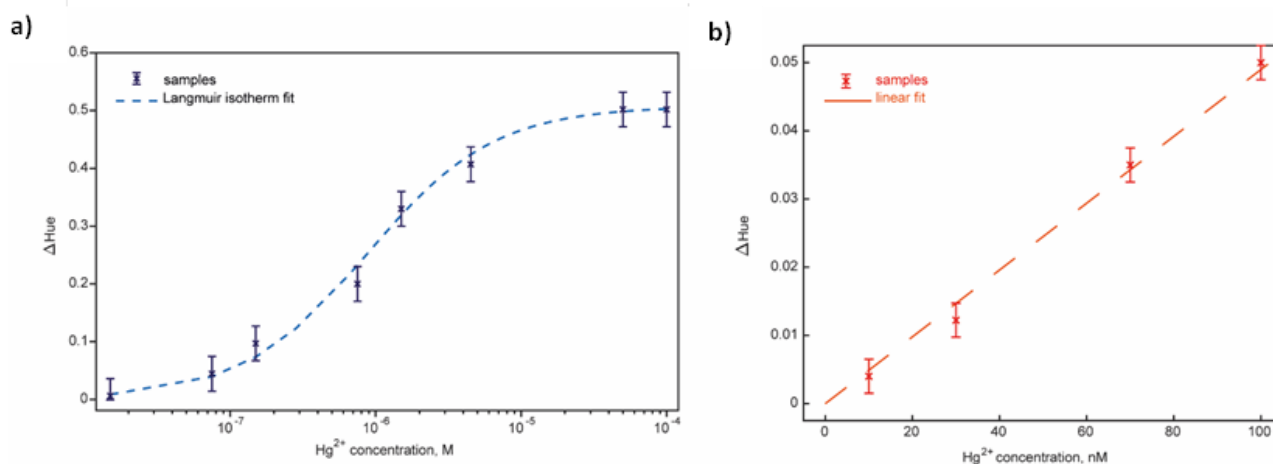 a)
0.6
0.5
0.4
0.3
0.2
0.1
0
ΔHue
samples
Langmuir isotherm fit
10⁻⁷
10⁻⁶
10⁻⁵
10⁻⁴
Hg²⁺ concentration, M
b)
0.05
0.04
0.03
0.02
0.01
0
ΔHue
samples
linear fit
0
20
40
60
80
100
Hg²⁺ concentration, nM